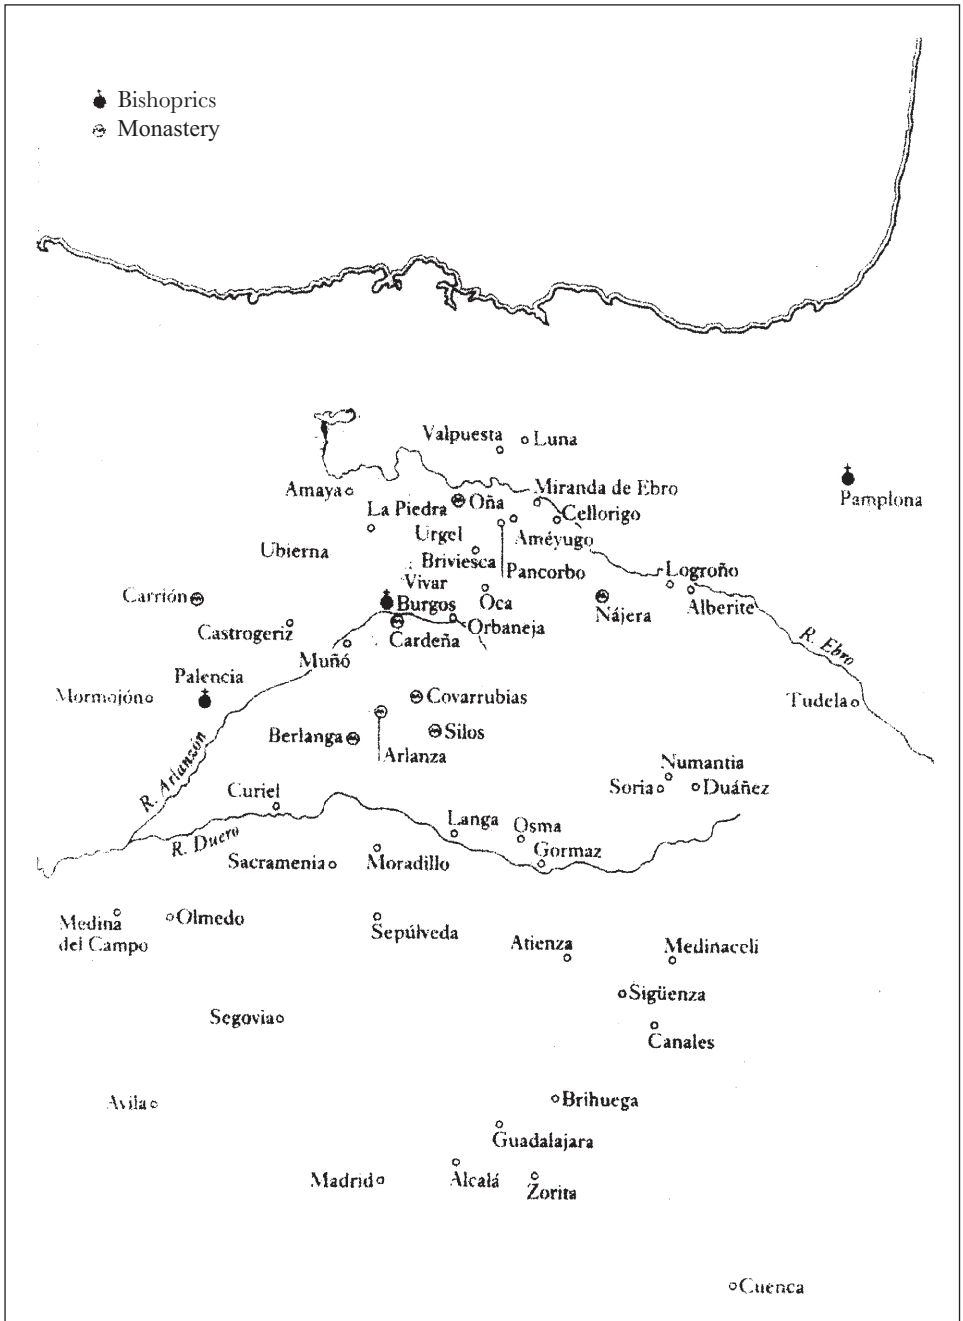 Bishoprics
Monastery
Valpuesta
Luna
Amaya
La Piedra
Oña
Miranda de Ebro
Pamplona
Cellorigo
Urgel
Améyugo
Ubierna
Briviesca
Pancorbo
Vivar
Logroño
Carrión
Burgos
Oca
Nájera
Alberite
Castrogeriz
Cardeña
Orbaneja
R. Ebro
Muñó
Palencia
Mormojón
Covarrubias
Tudela
Berlanga
Silos
Arlanza
R. Arlanzón
Numantia
Soria
Duáñez
Curiel
Langa
Osma
R. Duero
Gormaz
Sacramenia
Moradillo
Medina
del Campo
Olmedo
Sepúlveda
Atienza
Medinaceli
Sigüenza
Segovia
Canales
Avila
Brihuega
Guadalajara
Madrid
Alcalá
Zorita
Cuenca